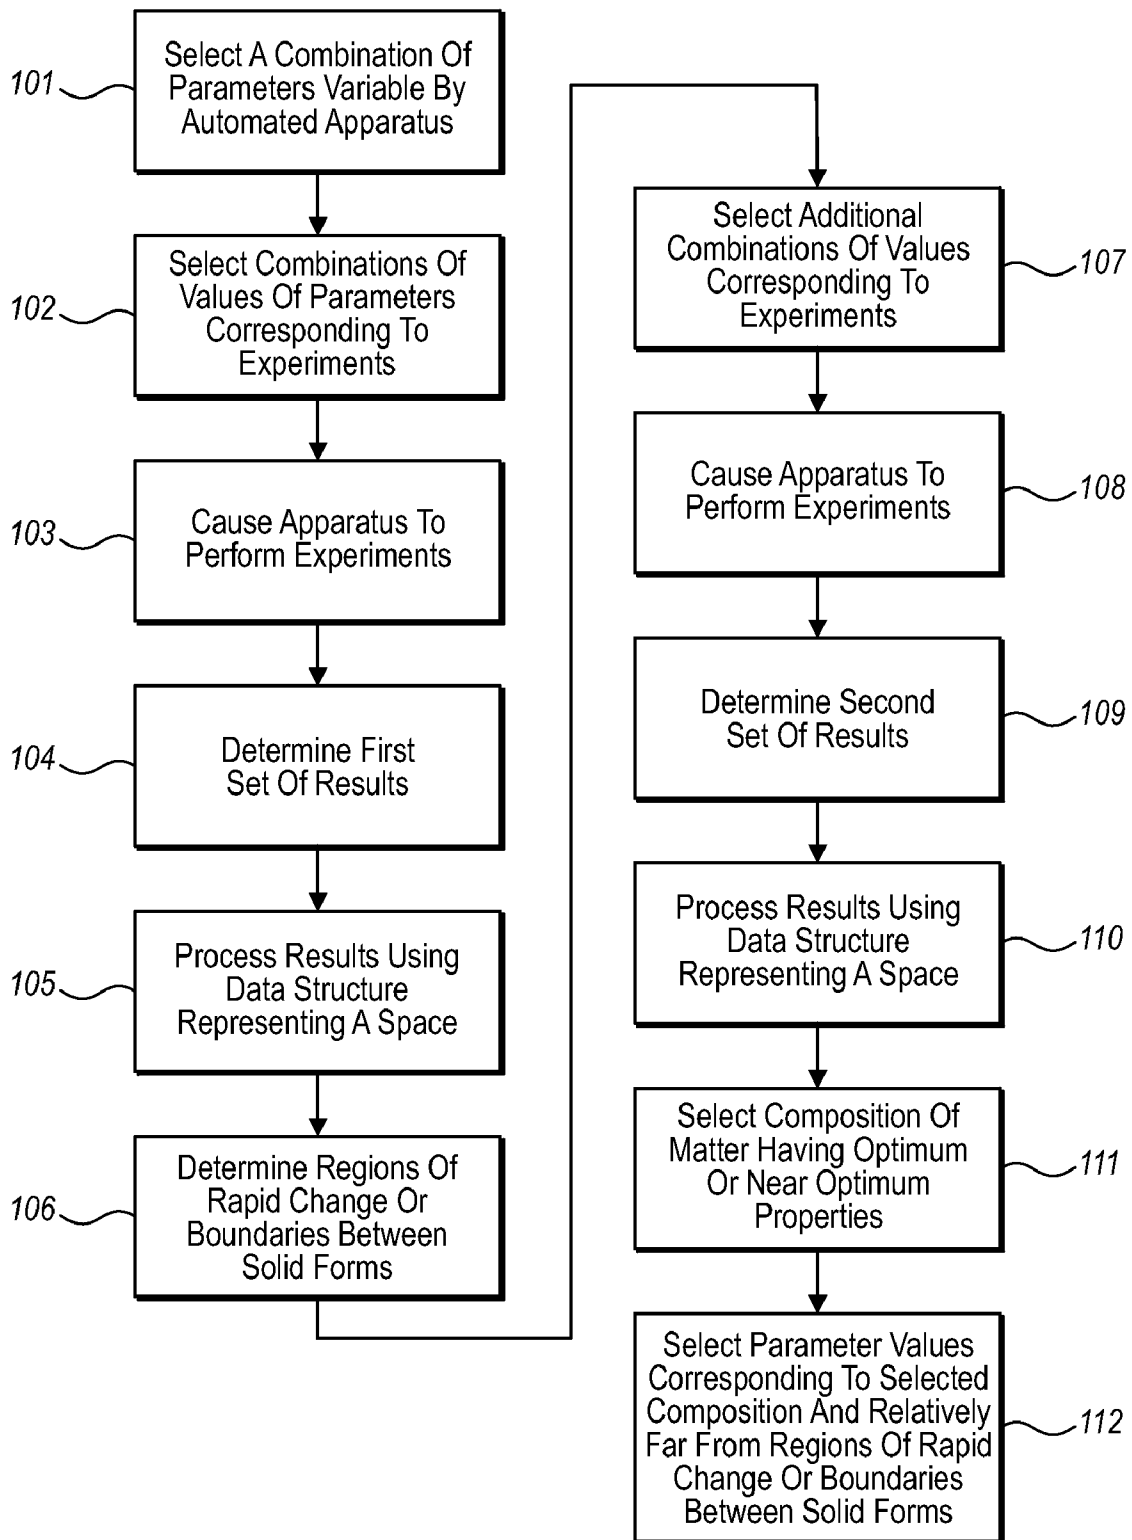 101
Select A Combination Of
Parameters Variable By
Automated Apparatus
102
Select Combinations Of
Values Of Parameters
Corresponding To
Experiments
103
Cause Apparatus To
Perform Experiments
104
Determine First
Set Of Results
105
Process Results Using
Data Structure
Representing A Space
106
Determine Regions Of
Rapid Change Or
Boundaries Between
Solid Forms
Select Additional
Combinations Of Values
Corresponding To
Experiments
107
Cause Apparatus To
Perform Experiments
108
Determine Second
Set Of Results
109
Process Results Using
Data Structure
Representing A Space
110
Select Composition Of
Matter Having Optimum
Or Near Optimum
Properties
111
Select Parameter Values
Corresponding To Selected
Composition And Relatively
Far From Regions Of Rapid
Change Or Boundaries
Between Solid Forms
112